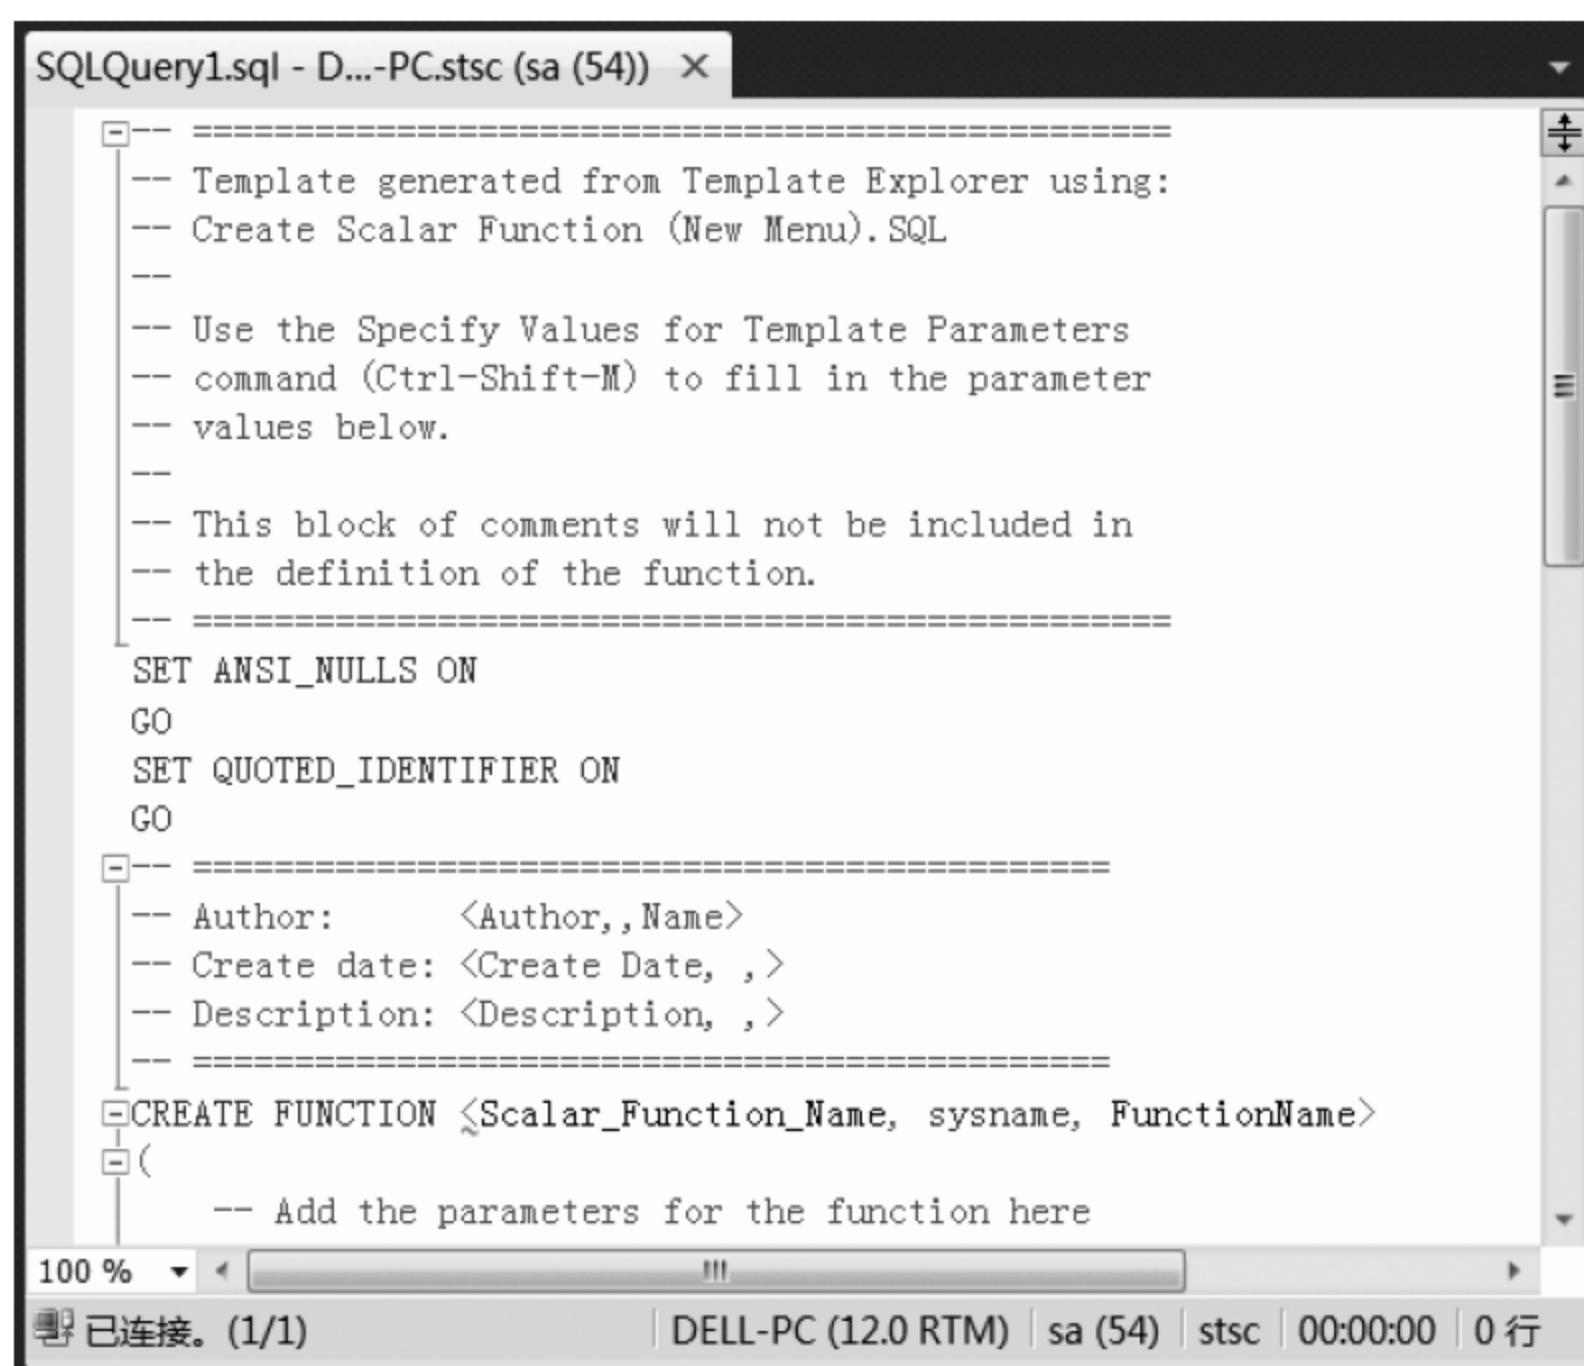 SQLQuery1.sql - D...-PC.stsc (sa (54)) ×
-- ================================================
-- Template generated from Template Explorer using:
-- Create Scalar Function (New Menu).SQL
--
-- Use the Specify Values for Template Parameters
-- command (Ctrl-Shift-M) to fill in the parameter
-- values below.
--
-- This block of comments will not be included in
-- the definition of the function.
-- ================================================
SET ANSI_NULLS ON
GO
SET QUOTED_IDENTIFIER ON
GO
-- =============================================
-- Author:      <Author,,Name>
-- Create date: <Create Date, ,>
-- Description: <Description, ,>
-- =============================================
CREATE FUNCTION <Scalar_Function_Name, sysname, FunctionName>
(
    -- Add the parameters for the function here
100 %
已连接。(1/1) DELL-PC (12.0 RTM) sa (54) stsc 00:00:00 0 行